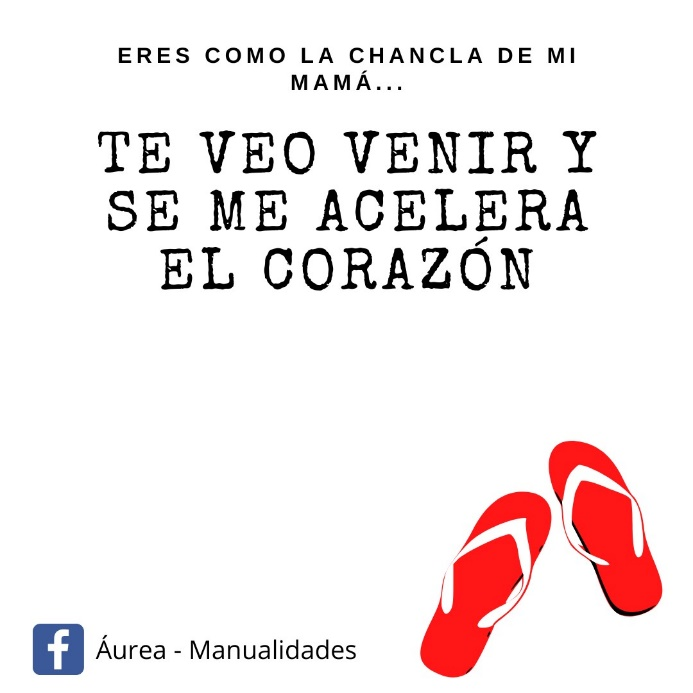 ERES COMO LA CHANCLA DE MI
MAMÁ...
TE VEO VENIR Y
SE ME ACELERA
EL CORAZÓN
Áurea - Manualidades